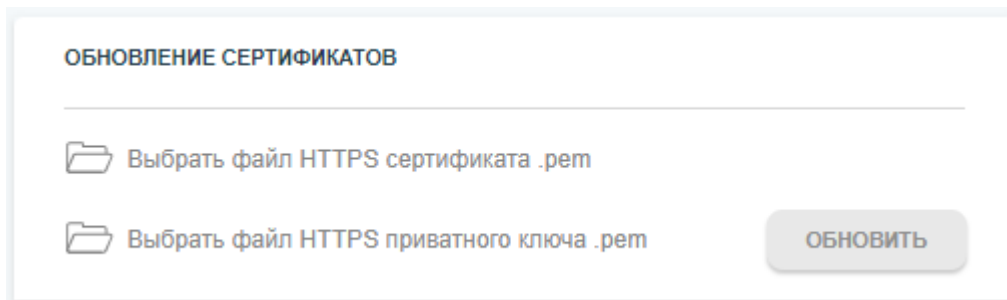 ОБНОВЛЕНИЕ СЕРТИФИКАТОВ
Выбрать файл HTTPS сертификата .pem
Выбрать файл HTTPS приватного ключа .pem
ОБНОВИТЬ